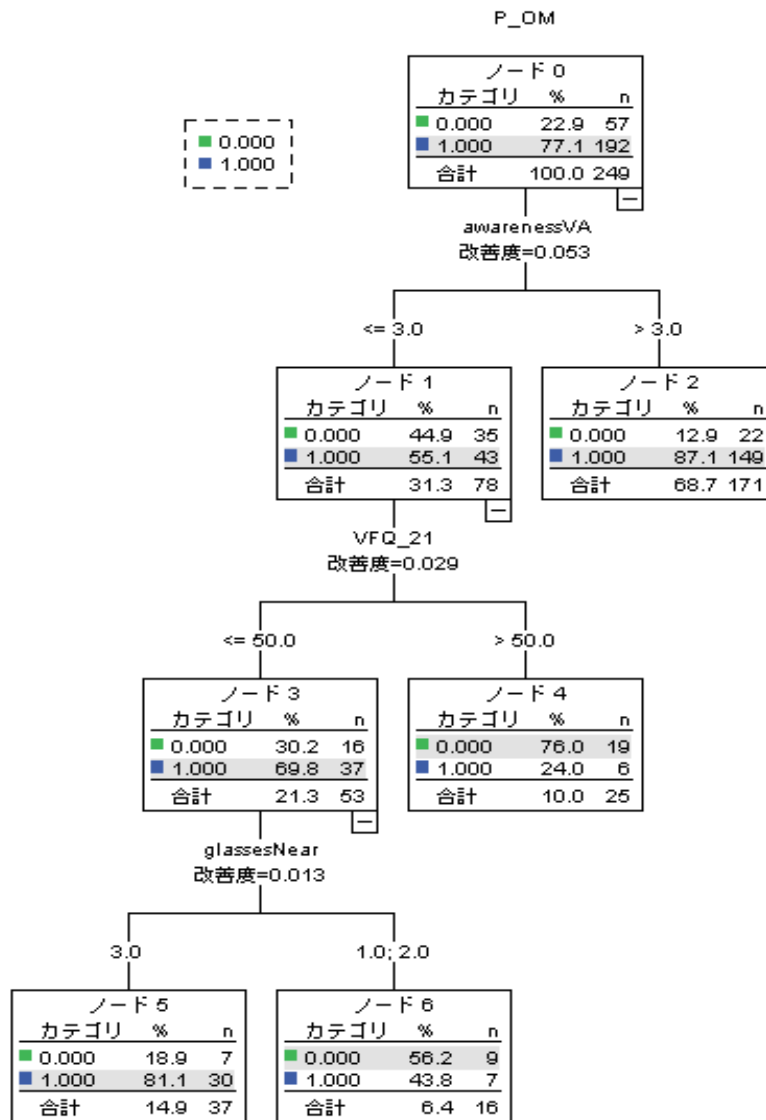 P_OM
0.000
1.000
ノード 0
カテゴリ % n
0.000 22.9 57
1.000 77.1 192
合計 100.0 249
awarenessVA
改善度=0.053
<= 3.0
> 3.0
ノード 1
カテゴリ % n
0.000 44.9 35
1.000 55.1 43
合計 31.3 78
ノード 2
カテゴリ % n
0.000 12.9 22
1.000 87.1 149
合計 68.7 171
VFQ_21
改善度=0.029
<= 50.0
> 50.0
ノード 3
カテゴリ % n
0.000 30.2 16
1.000 69.8 37
合計 21.3 53
ノード 4
カテゴリ % n
0.000 76.0 19
1.000 24.0 6
合計 10.0 25
glassesNear
改善度=0.013
3.0
1.0; 2.0
ノード 5
カテゴリ % n
0.000 18.9 7
1.000 81.1 30
合計 14.9 37
ノード 6
カテゴリ % n
0.000 56.2 9
1.000 43.8 7
合計 6.4 16